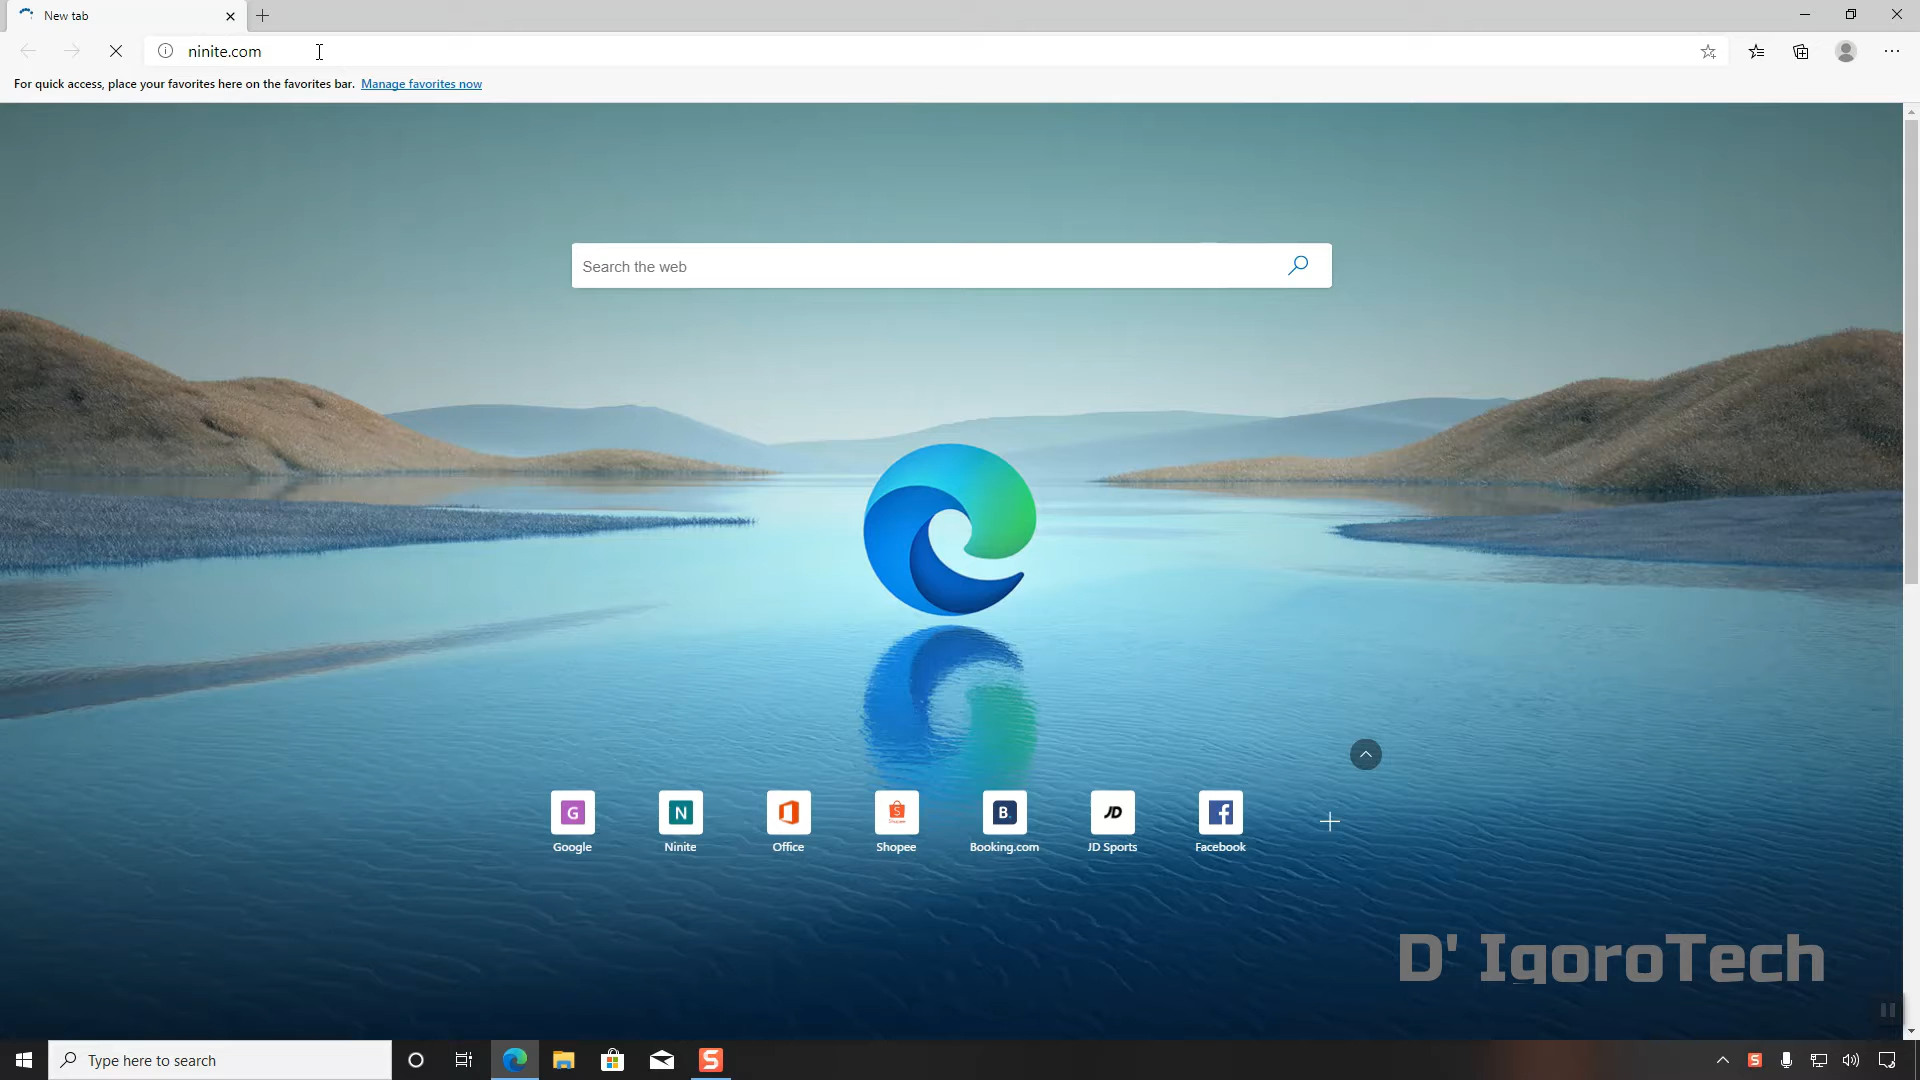 New tab
ninite.com
For quick access, place your favorites here on the favorites bar. Manage favorites now
Search the web
G N B. JD
Google Ninite Office Shopee Booking.com JD Sports Facebook
D' IgoroTech
Type here to search
S S